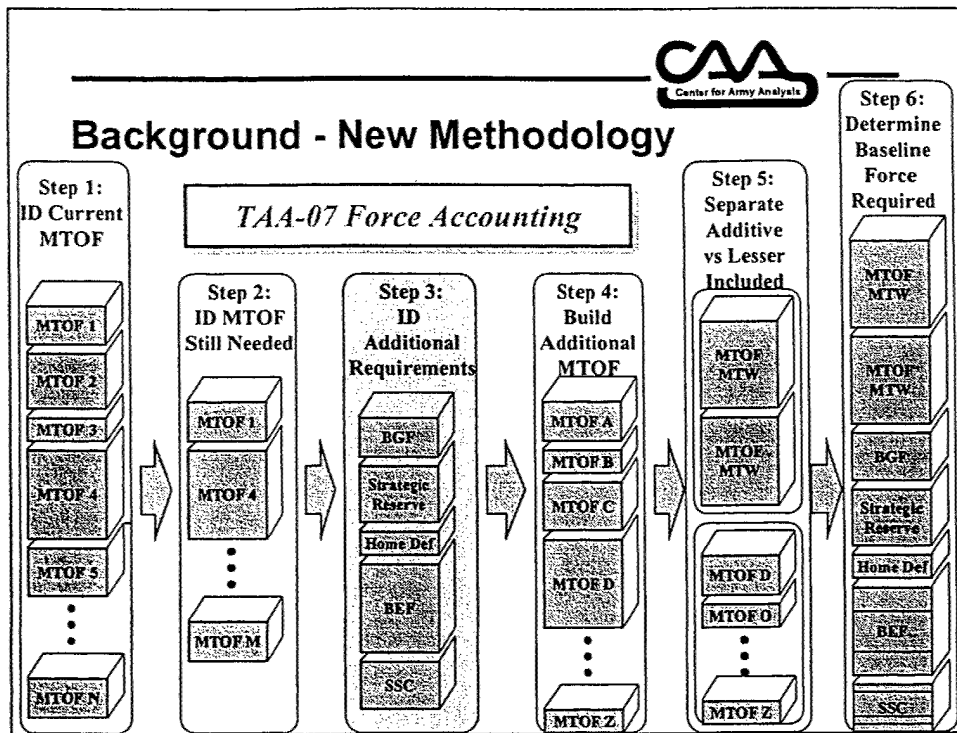 CAA
Center for Army Analysis
Background - New Methodology
TAA-07 Force Accounting
Step 1:
ID Current
MTOF
MTOF 1
MTOF 2
MTOF 3
MTOF 4
MTOF 5
MTOF N
Step 2:
ID MTOF
Still Needed
MTOF 1
MTOF 4
MTOF M
Step 3:
ID
Additional
Requirements
BGF
Strategic
Reserve
Home Def
BEF
SSC
Step 4:
Build
Additional
MTOF
MTOF A
MTOF B
MTOF C
MTOF D
MTOF Z
Step 5:
Separate
Additive
vs Lesser
Included
MTOF
MTW
MTOF
MTW
MTOF D
MTOF O
MTOF Z
Step 6:
Determine
Baseline
Force
Required
MTOF
MTW
MTOF
MTW
BGF
Strategic
Reserve
Home Def
BEF
SSC